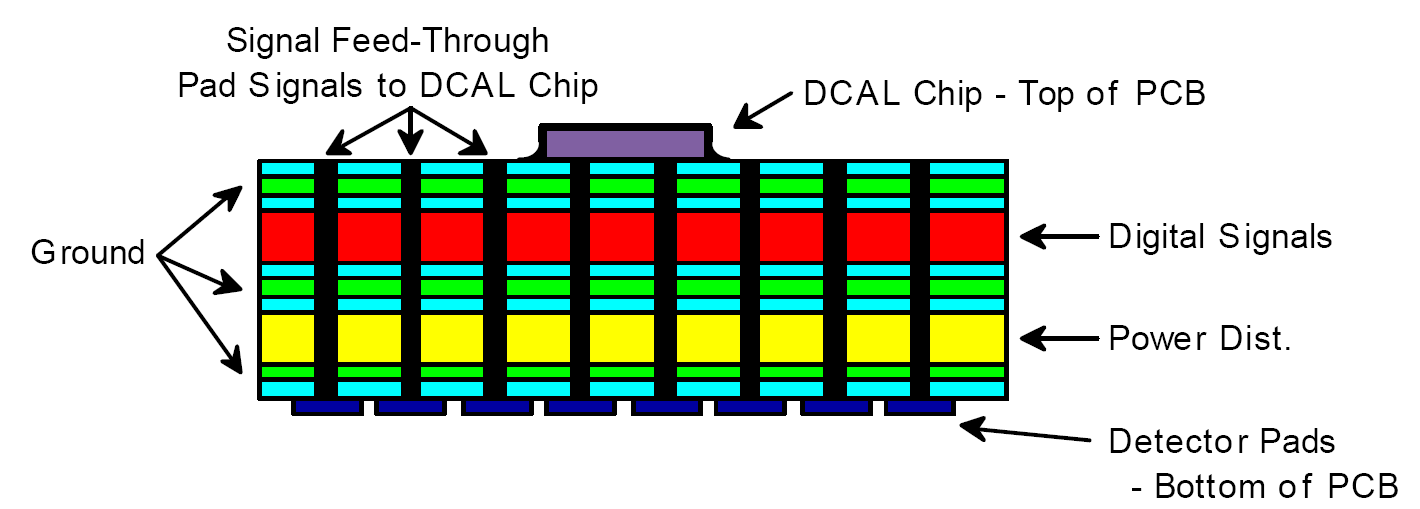 Signal Feed-Through
Pad Signals to DCAL Chip
DCAL Chip - Top of PCB
Ground
Digital Signals
Power Dist.
Detector Pads
- Bottom of PCB